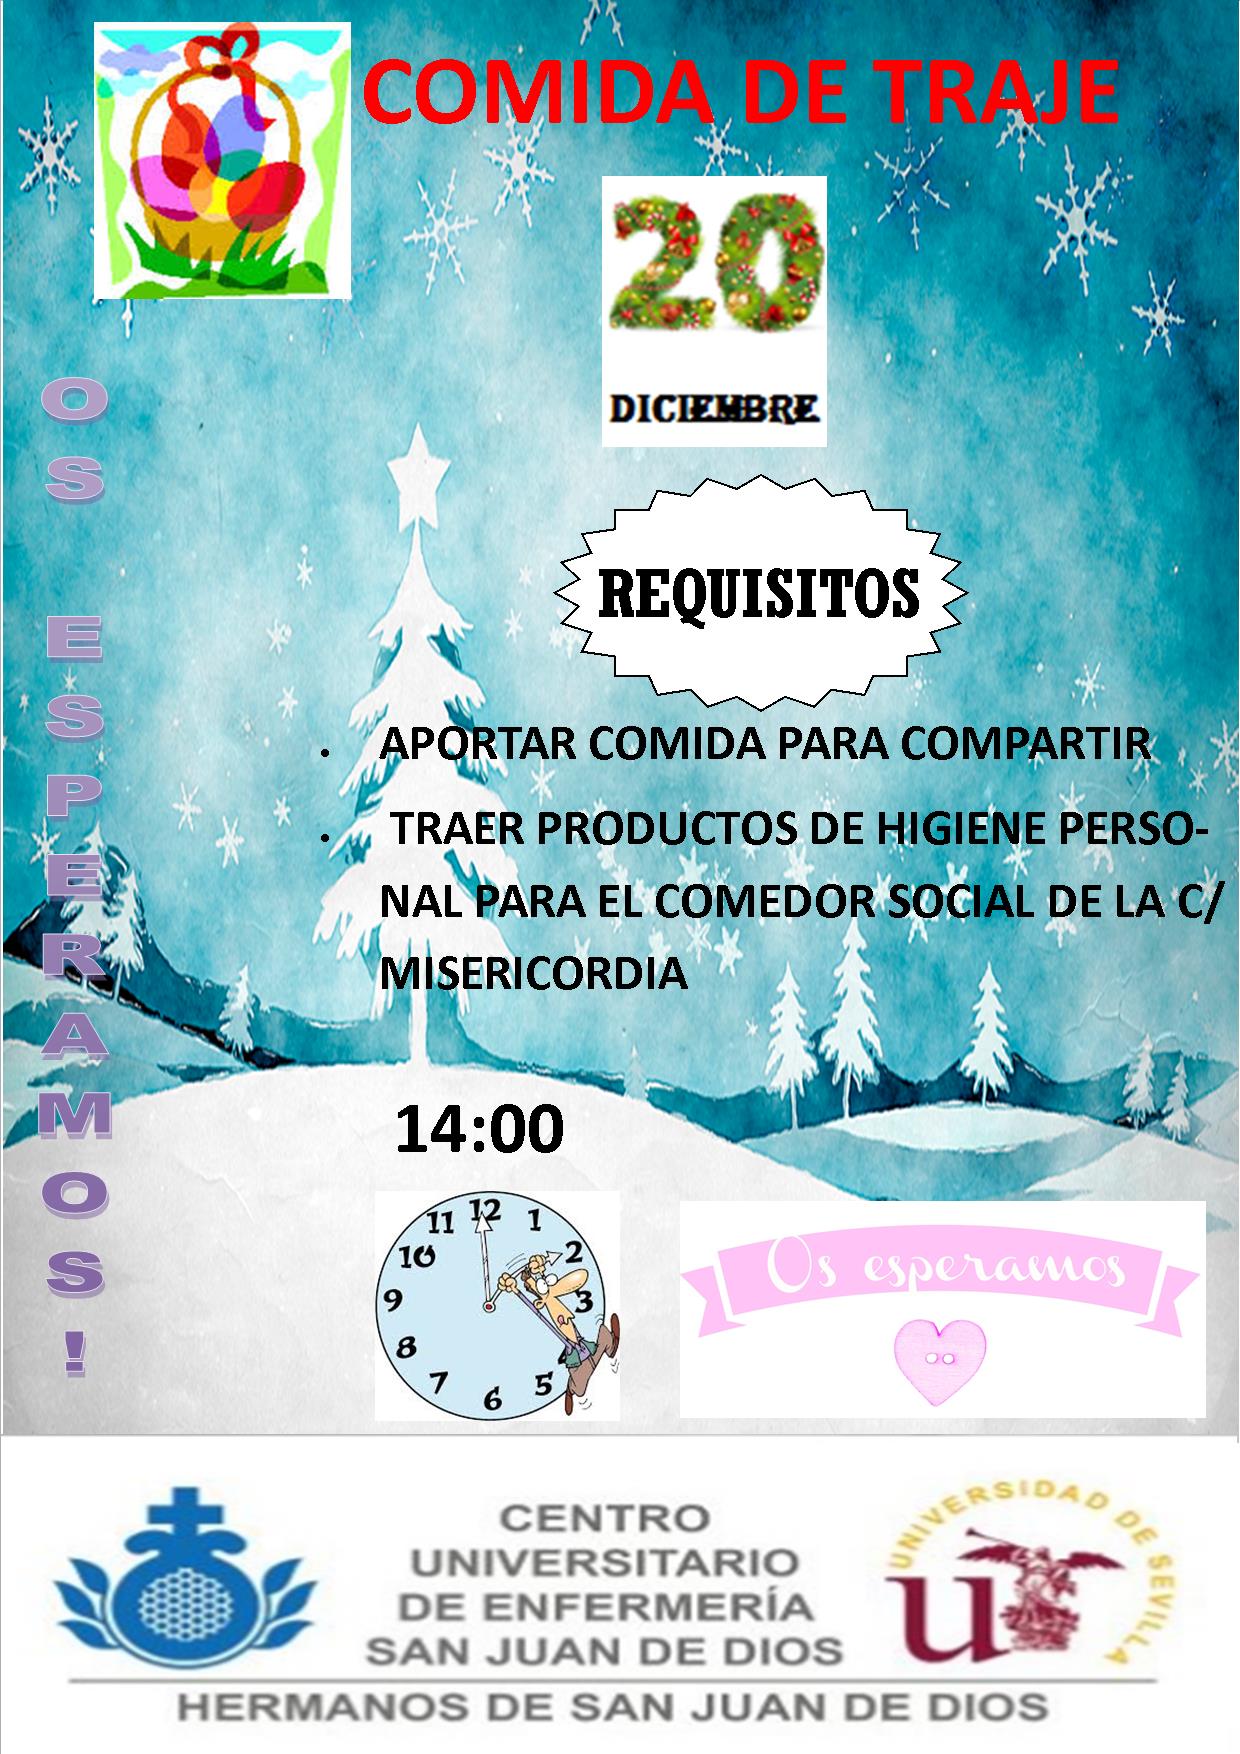 COMIDA DE TRAJE
20
DICIEMBRE
OS ESPERAMOS!
REQUISITOS
• APORTAR COMIDA PARA COMPARTIR
• TRAER PRODUCTOS DE HIGIENE PERSO-
NAL PARA EL COMEDOR SOCIAL DE LA C/
MISERICORDIA
14:00
12
1
2
3
5
6
7
8
9
10
11
Os esperamos
CENTRO
UNIVERSITARIO
DE ENFERMERÍA
SAN JUAN DE DIOS
HERMANOS DE SAN JUAN DE DIOS
UNIVERSIDAD DE SEVILLA
u